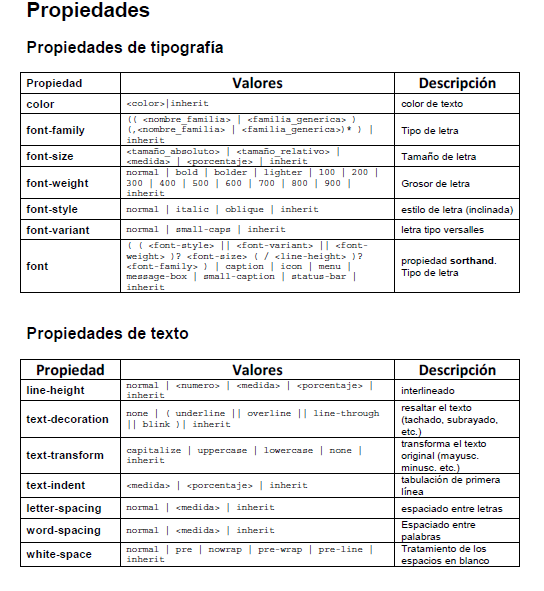 Propiedades
Propiedades de tipografía
Propiedad Valores Descripción
color <color>|inherit color de texto
font-family (( <nombre_familia> | <familia_generica> )
(,<nombre_familia> | <familia_generica>)* ) |
inherit Tipo de letra
font-size <tamaño_absoluto> | <tamaño_relativo> |
<medida> | <porcentaje> | inherit Tamaño de letra
font-weight normal | bold | bolder | lighter | 100 | 200 |
300 | 400 | 500 | 600 | 700 | 800 | 900 |
inherit Grosor de letra
font-style normal | italic | oblique | inherit estilo de letra (inclinada)
font-variant normal | small-caps | inherit letra tipo versalles
font ( ( <font-style> || <font-variant> || <font-
weight> )? <font-size> ( / <line-height> )?
<font-family> ) | caption | icon | menu |
message-box | small-caption | status-bar |
inherit propiedad sorthand.
Tipo de letra
Propiedades de texto
Propiedad Valores Descripción
line-height normal | <numero> | <medida> | <porcentaje> |
inherit interlineado
text-decoration none | ( underline || overline || line-through
|| blink )| inherit resaltar el texto
(tachado, subrayado,
etc.)
text-transform capitalize | uppercase | lowercase | none |
inherit transforma el texto
original (mayusc.
minusc. etc.)
text-indent <medida> | <porcentaje> | inherit tabulación de primera
línea
letter-spacing normal | <medida> | inherit espaciado entre letras
word-spacing normal | <medida> | inherit Espaciado entre
palabras
white-space normal | pre | nowrap | pre-wrap | pre-line |
inherit Tratamiento de los
espacios en blanco